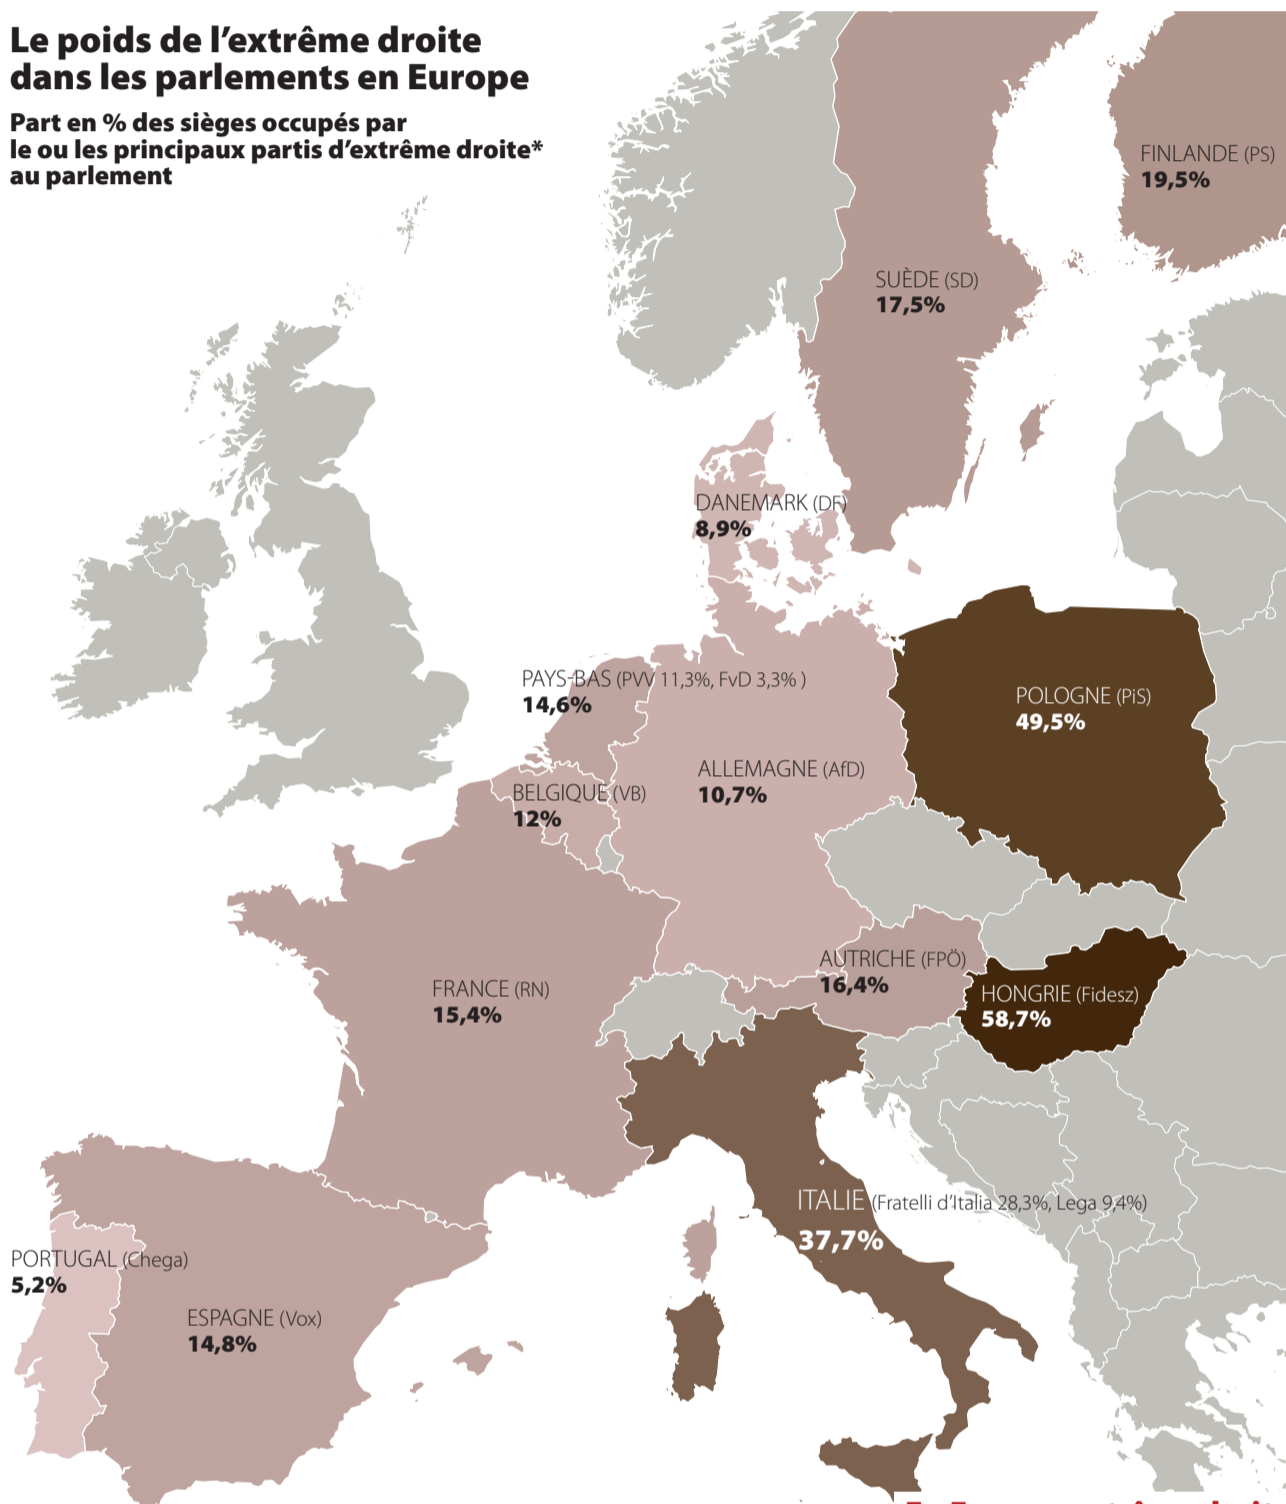 Le poids de l’extrême droite
dans les parlements en Europe
Part en % des sièges occupés par
le ou les principaux partis d’extrême droite*
au parlement
FINLANDE (PS)
19,5%
SUÈDE (SD)
17,5%
DANEMARK (DF)
8,9%
PAYS-BAS (PVV 11,3%, FvD 3,3% )
14,6%
POLOGNE (PiS)
49,5%
ALLEMAGNE (AfD)
10,7%
BELGIQUE (VB)
12%
AUTRICHE (FPÖ)
16,4%
FRANCE (RN)
15,4%
HONGRIE (Fidesz)
58,7%
ITALIE (Fratelli d’Italia 28,3%, Lega 9,4%)
37,7%
PORTUGAL (Chega)
5,2%
ESPAGNE (Vox)
14,8%